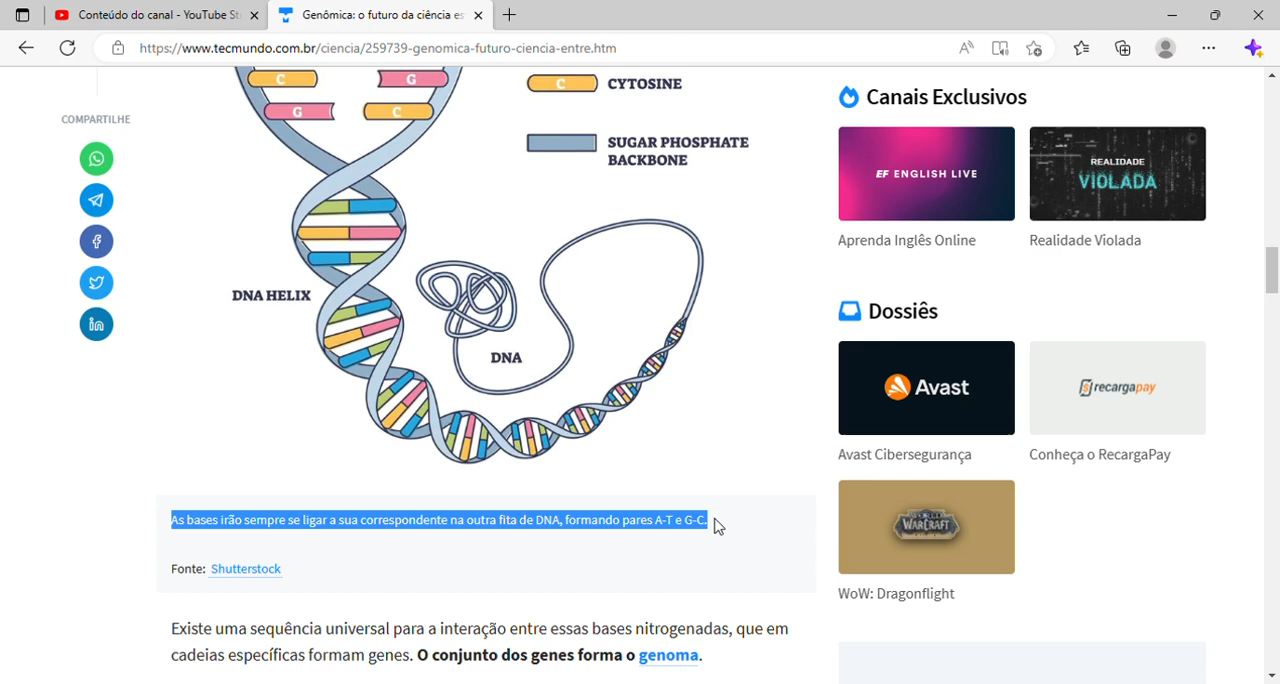 Conteúdo do canal - YouTube St
Genômica: o futuro da ciência es
https://www.tecmundo.com.br/ciencia/259739-genomica-futuro-ciencia-entre.htm
COMPARTILHE
C
G
G
C
C
CYTOSINE
SUGAR PHOSPHATE
BACKBONE
DNA HELIX
DNA
As bases irão sempre se ligar a sua correspondente na outra fita de DNA, formando pares A-T e G-C.
Fonte: Shutterstock
Existe uma sequência universal para a interação entre essas bases nitrogenadas, que em
cadeias específicas formam genes. O conjunto dos genes forma o genoma.
Canais Exclusivos
EF ENGLISH LIVE
REALIDADE
VIOLADA
Aprenda Inglês Online
Realidade Violada
Dossiês
Avast
recargapay
Avast Cibersegurança
Conheça o RecargaPay
WORLD
WARCRAFT
WoW: Dragonflight